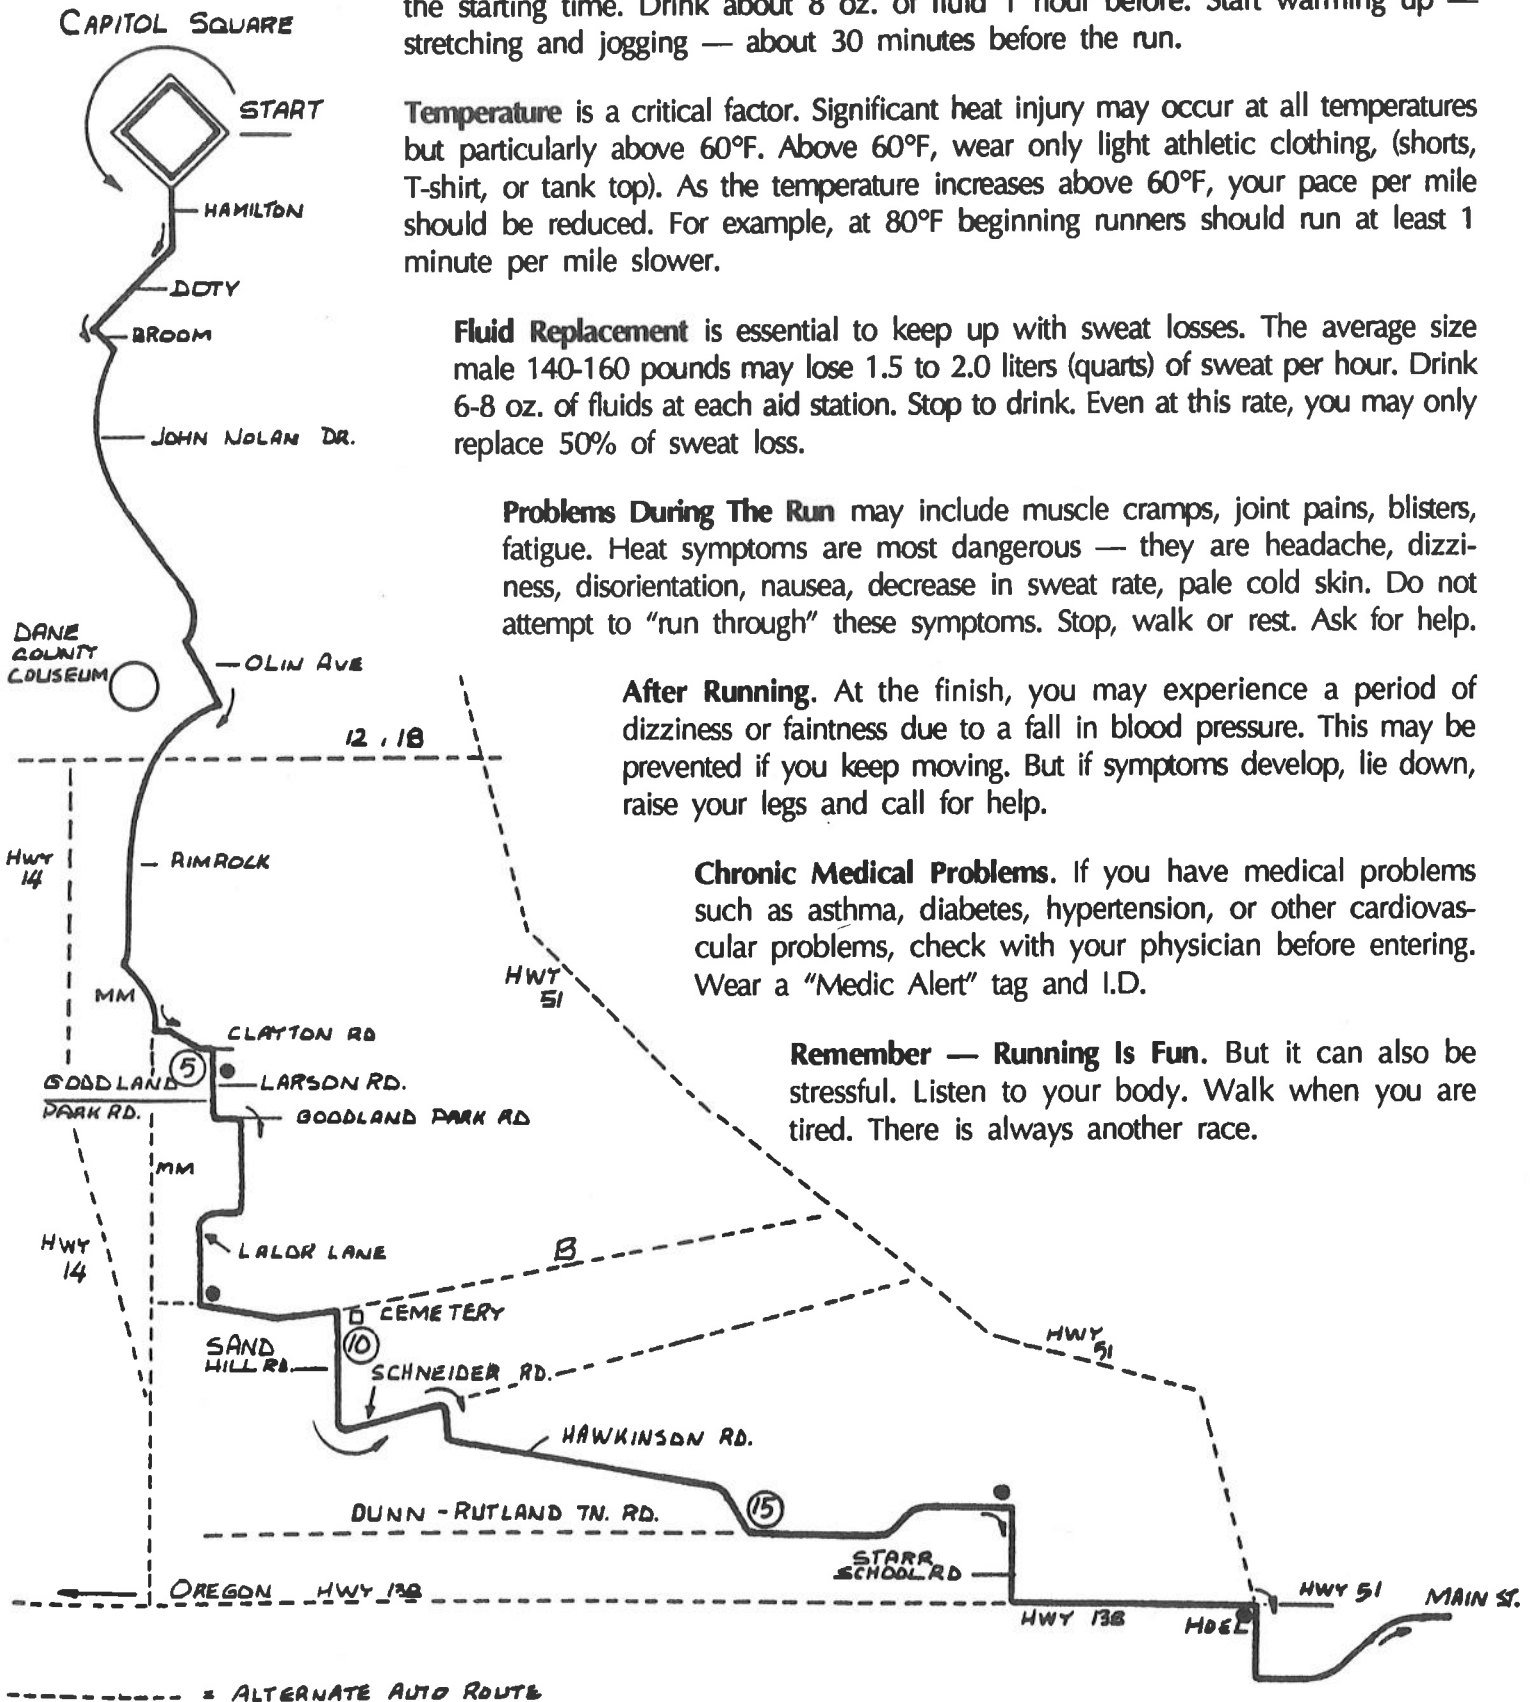 the starting time. Drink about 8 oz. of fluid 1 hour before. Start warming up —
stretching and jogging — about 30 minutes before the run.
Temperature is a critical factor. Significant heat injury may occur at all temperatures
but particularly above 60°F. Above 60°F, wear only light athletic clothing, (shorts,
T-shirt, or tank top). As the temperature increases above 60°F, your pace per mile
should be reduced. For example, at 80°F beginning runners should run at least 1
minute per mile slower.
Fluid Replacement is essential to keep up with sweat losses. The average size
male 140-160 pounds may lose 1.5 to 2.0 liters (quarts) of sweat per hour. Drink
6-8 oz. of fluids at each aid station. Stop to drink. Even at this rate, you may only
replace 50% of sweat loss.
Problems During The Run may include muscle cramps, joint pains, blisters,
fatigue. Heat symptoms are most dangerous — they are headache, dizzi-
ness, disorientation, nausea, decrease in sweat rate, pale cold skin. Do not
attempt to "run through" these symptoms. Stop, walk or rest. Ask for help.
After Running. At the finish, you may experience a period of
dizziness or faintness due to a fall in blood pressure. This may be
prevented if you keep moving. But if symptoms develop, lie down,
raise your legs and call for help.
Chronic Medical Problems. If you have medical problems
such as asthma, diabetes, hypertension, or other cardiovas-
cular problems, check with your physician before entering.
Wear a "Medic Alert" tag and I.D.
Remember — Running Is Fun. But it can also be
stressful. Listen to your body. Walk when you are
tired. There is always another race.
CAPITOL SQUARE
START
HAMILTON
DOTY
BROOM
JOHN NOLAN DR.
DANE
COUNTY
COLISEUM
OLIN AVE
12, 18
HWY
14
RIMROCK
HWY
51
MM
CLAYTON RD
5
GOODLAND
PARK RD.
LARSON RD.
GOODLAND PARK RD
MM
HWY
14
LALOR LANE
B
CEMETERY
10
SAND
HILL RD.
SCHNEIDER RD.
HWY
51
HAWKINSON RD.
15
DUNN-RUTLAND TN. RD.
STARR
SCHOOL RD
OREGON HWY 138
HWY 138
HOEL
HWY 51
MAIN ST.
---------- = ALTERNATE AUTO ROUTE